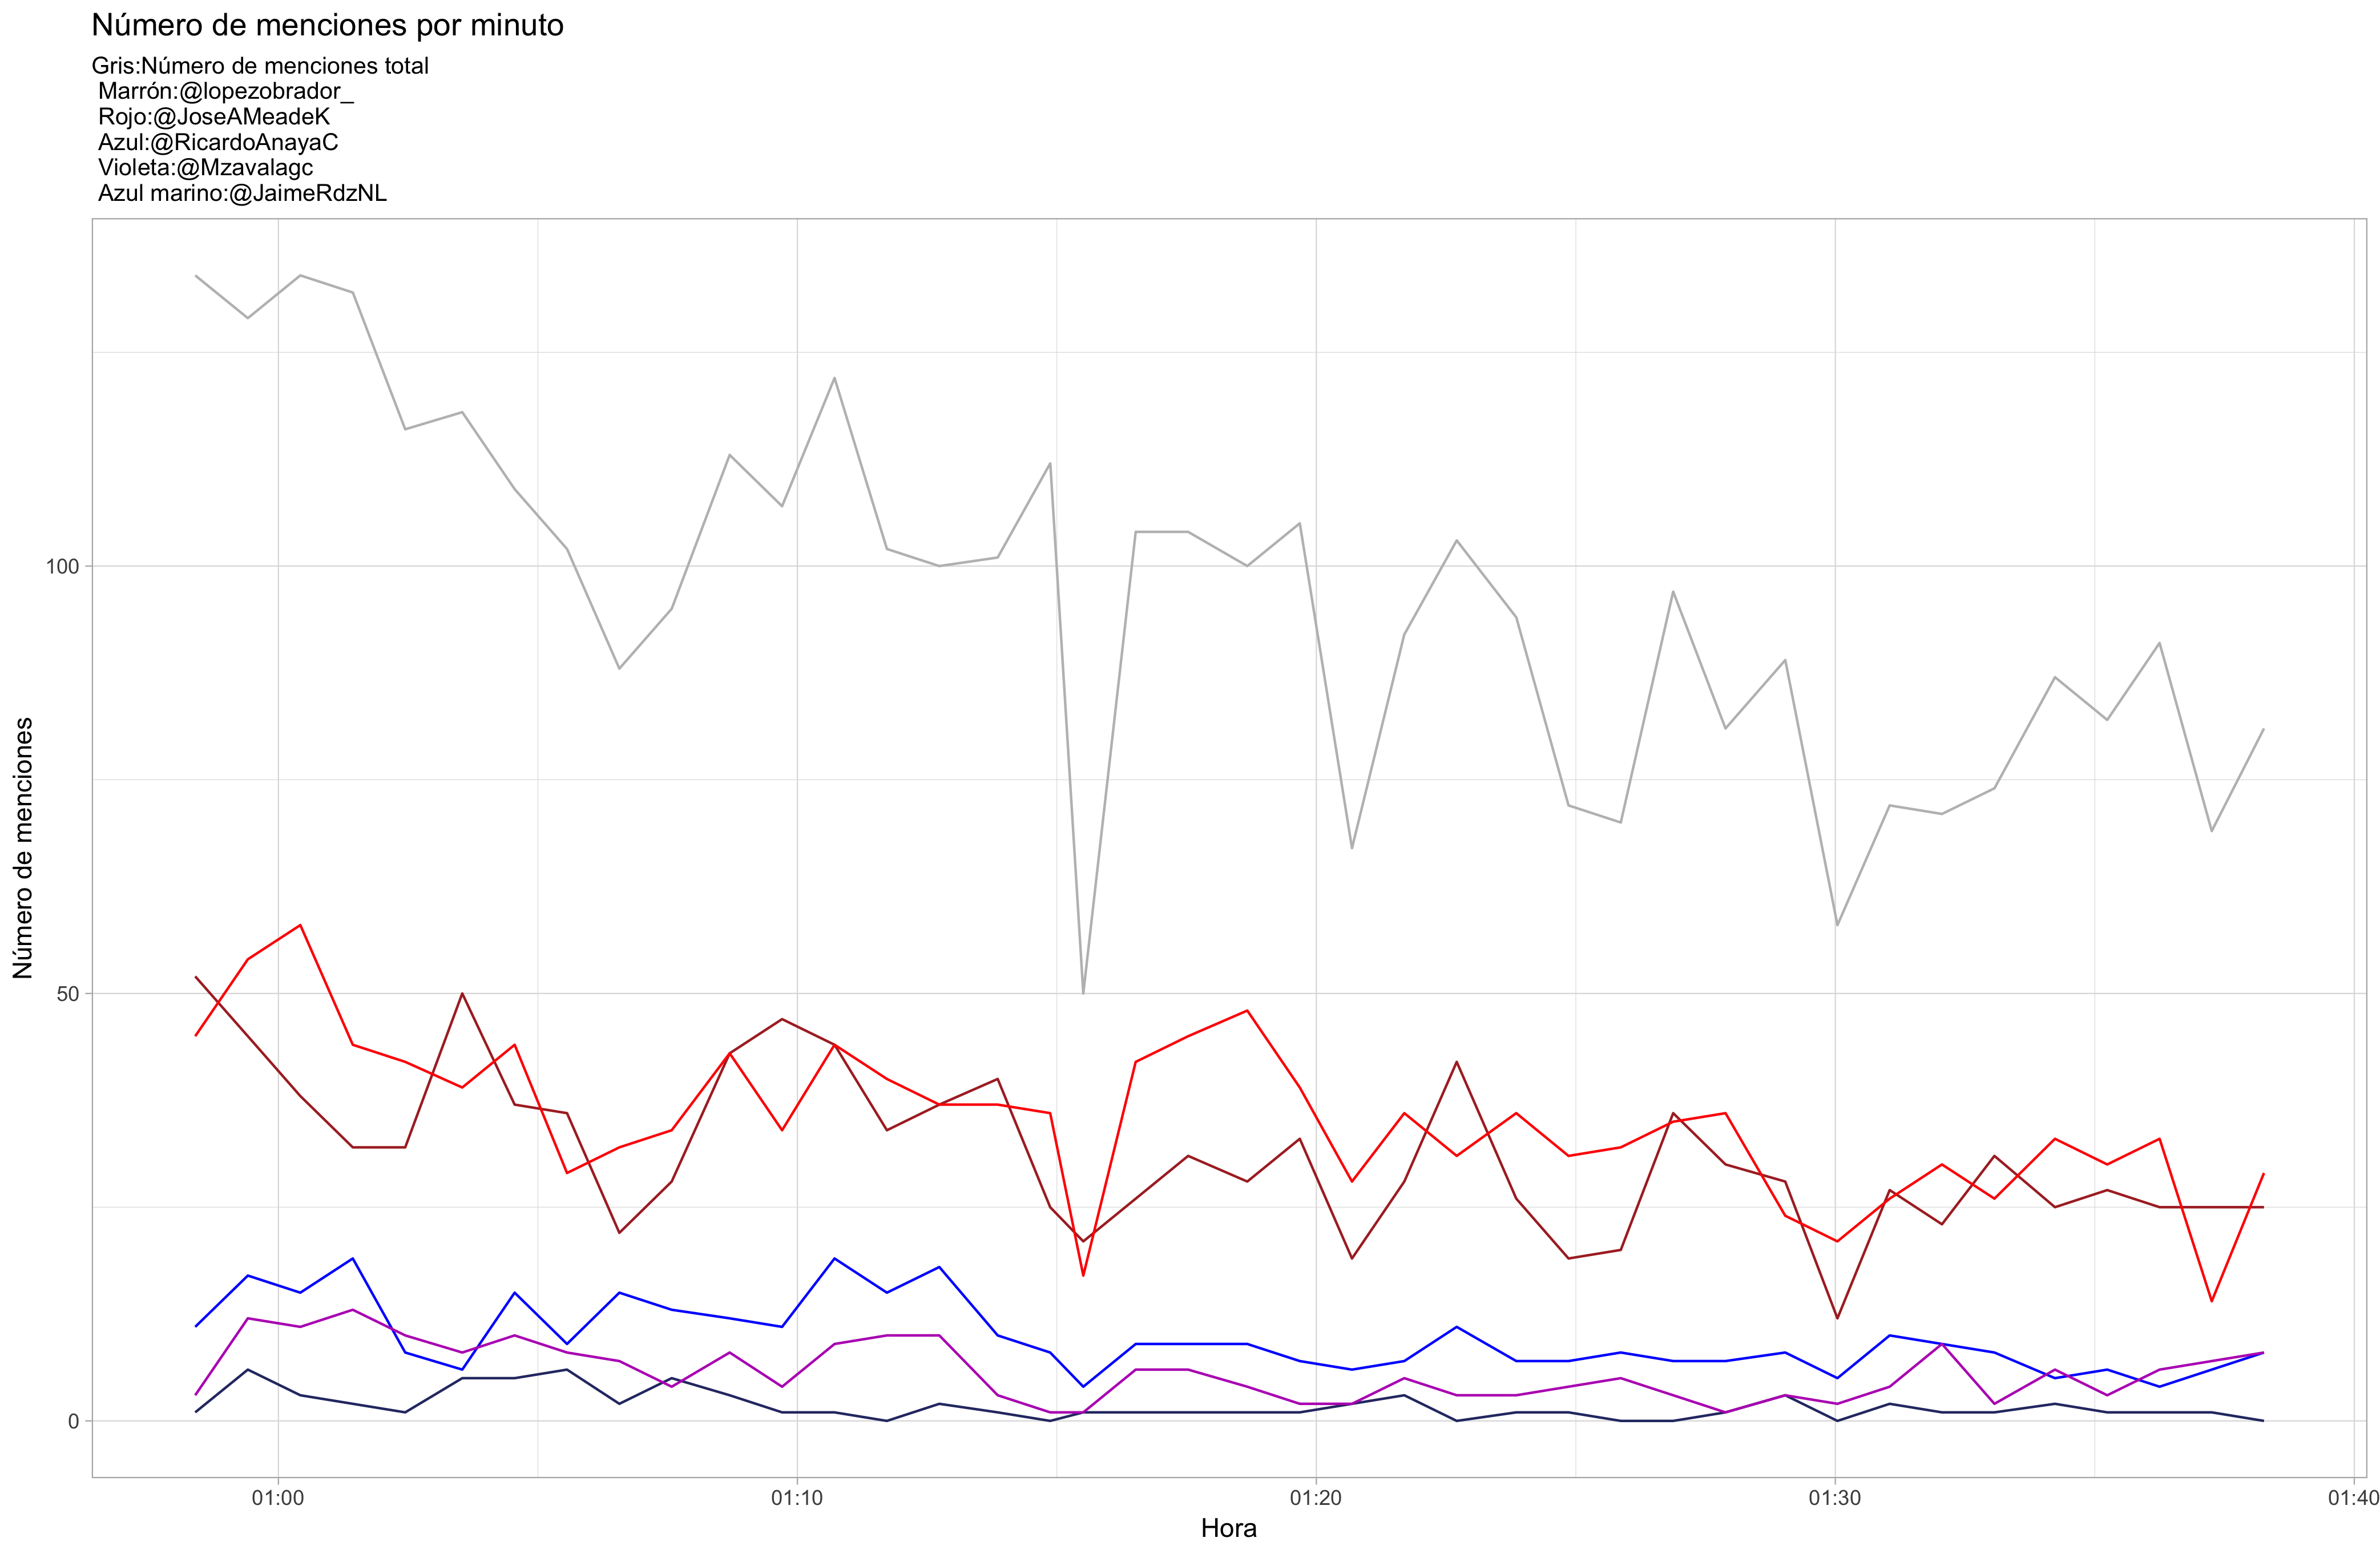 Número de menciones por minuto
Gris:Número de menciones total
Marrón:@lopezobrador_
Rojo:@JoseAMeadeK
Azul:@RicardoAnayaC
Violeta:@Mzavalagc
Azul marino:@JaimeRdzNL
Número de menciones
100
50
0
01:00
01:10
01:20
01:30
01:40
Hora